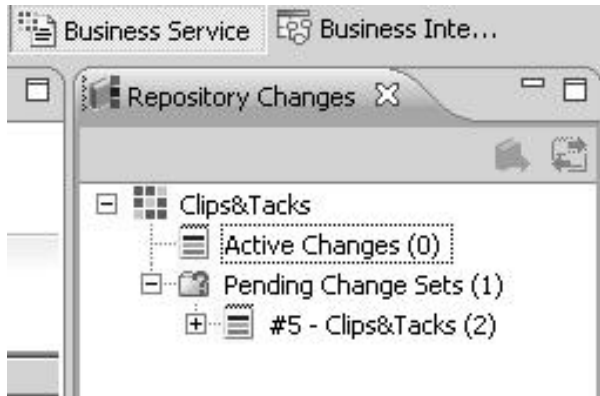 Business Service
Business Inte...
Repository Changes
Clips&Tacks
Active Changes (0)
Pending Change Sets (1)
#5 - Clips&Tacks (2)